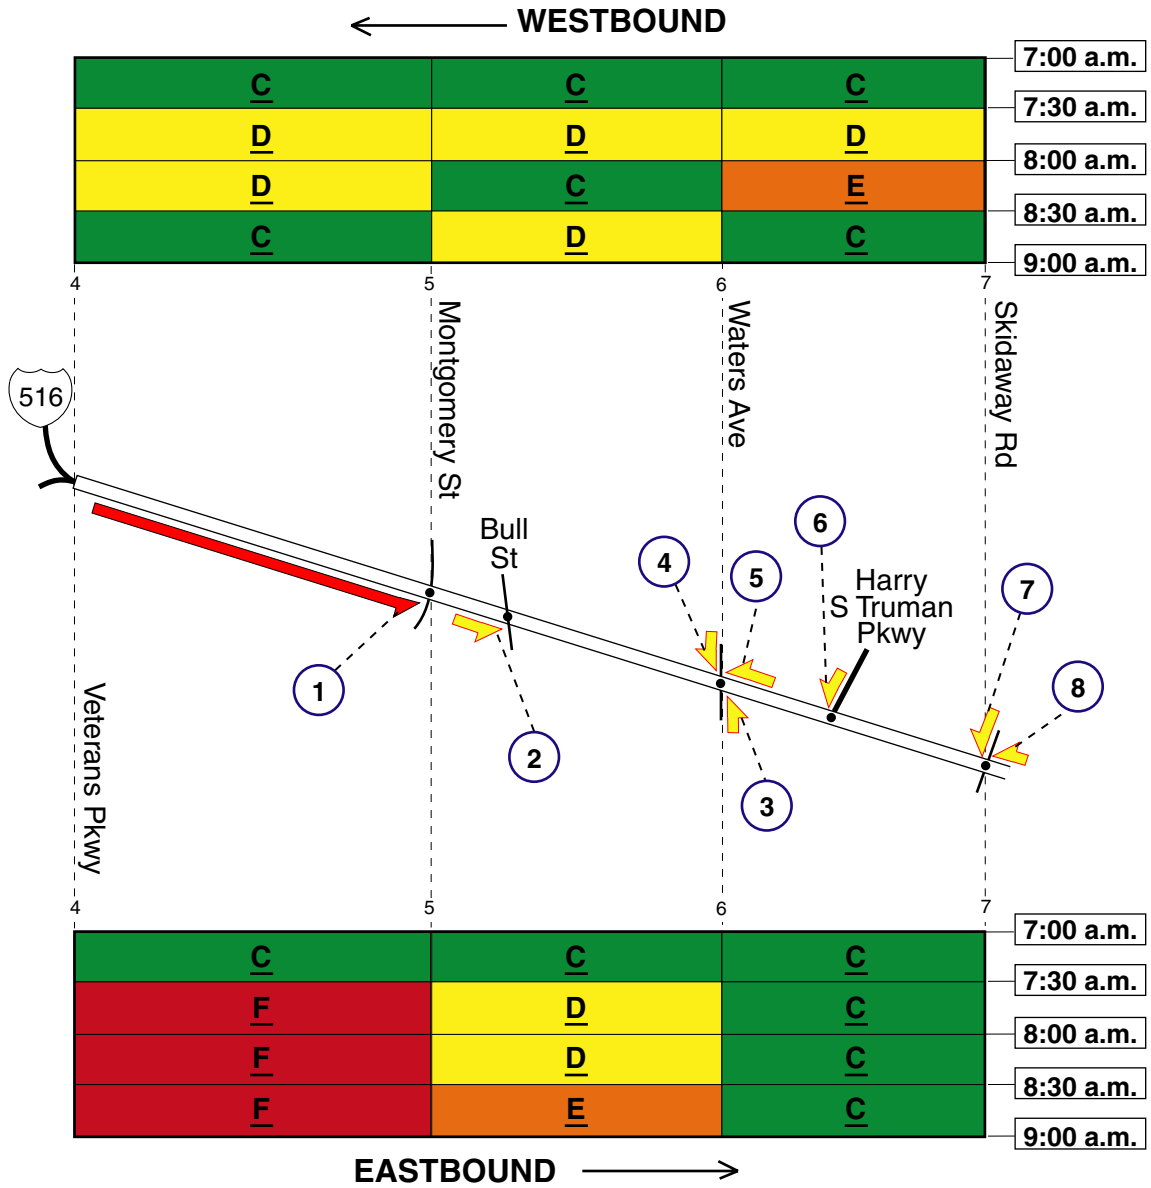 WESTBOUND
7:00 a.m.
C C C
7:30 a.m.
D D D
8:00 a.m.
D C E
8:30 a.m.
C D C
9:00 a.m.
4 5 6 7
Montgomery St
Waters Ave
Skidaway Rd
516
Bull
St
6
4
5
Harry
S Truman
Pkwy
7
1
8
2
3
Veterans Pkwy
4 5 6 7
7:00 a.m.
C C C
7:30 a.m.
F D C
8:00 a.m.
F D C
8:30 a.m.
F E C
9:00 a.m.
EASTBOUND